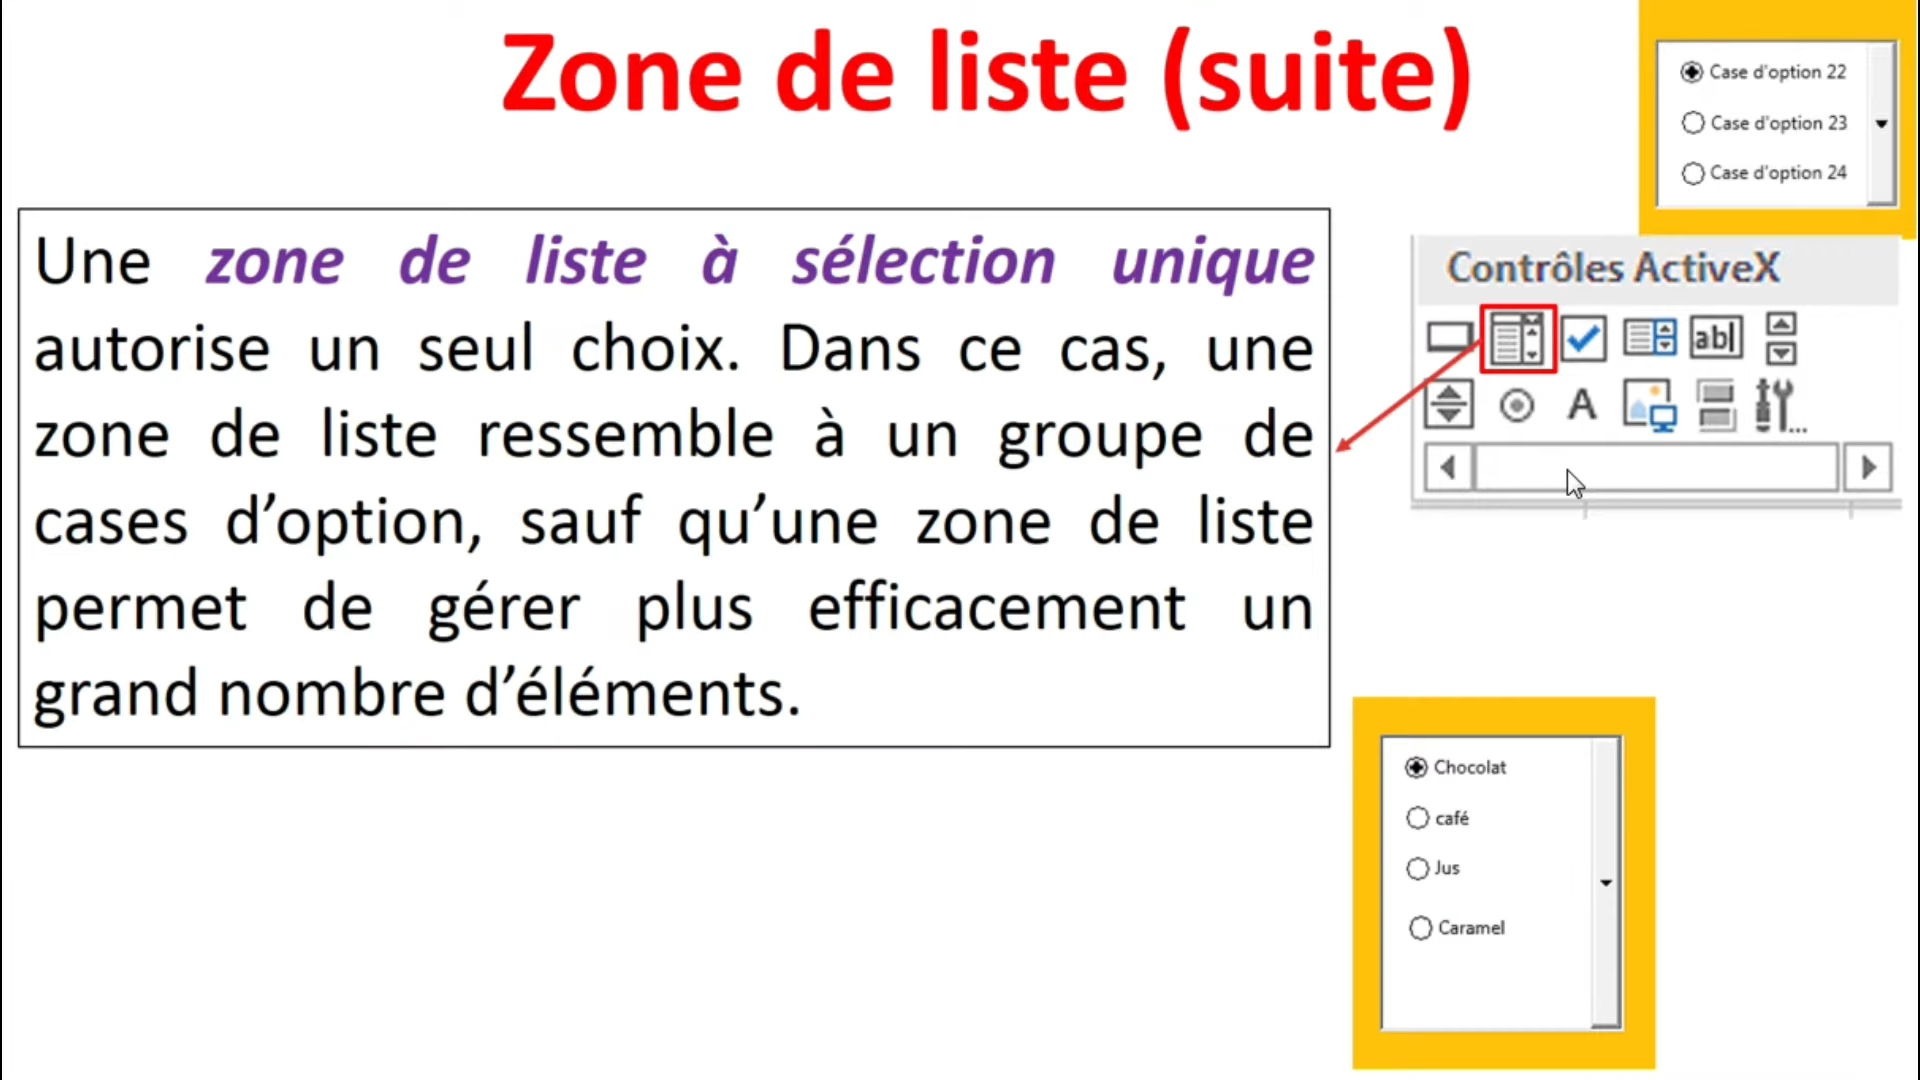 Zone de liste (suite)
Case d'option 22
Case d'option 23
Case d'option 24
Une zone de liste à sélection unique
autorise un seul choix. Dans ce cas, une
zone de liste ressemble à un groupe de
cases d’option, sauf qu’une zone de liste
permet de gérer plus efficacement un
grand nombre d’éléments.
Contrôles ActiveX
ab|
A
...
Chocolat
café
Jus
Caramel